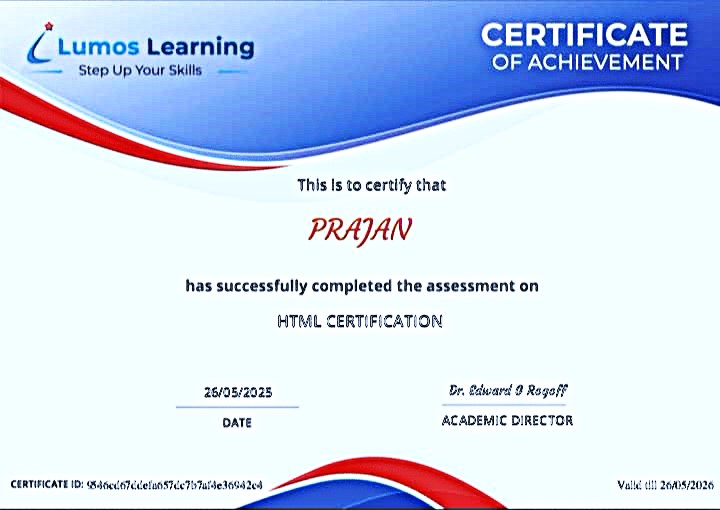 Lumos Learning
Step Up Your Skills
CERTIFICATE
OF ACHIEVEMENT
This is to certify that
PRAJAN
has successfully completed the assessment on
HTML CERTIFICATION
26/05/2025
DATE
Dr. Edward G Rogoff
ACADEMIC DIRECTOR
CERTIFICATE ID:
Valid till 26/05/2026